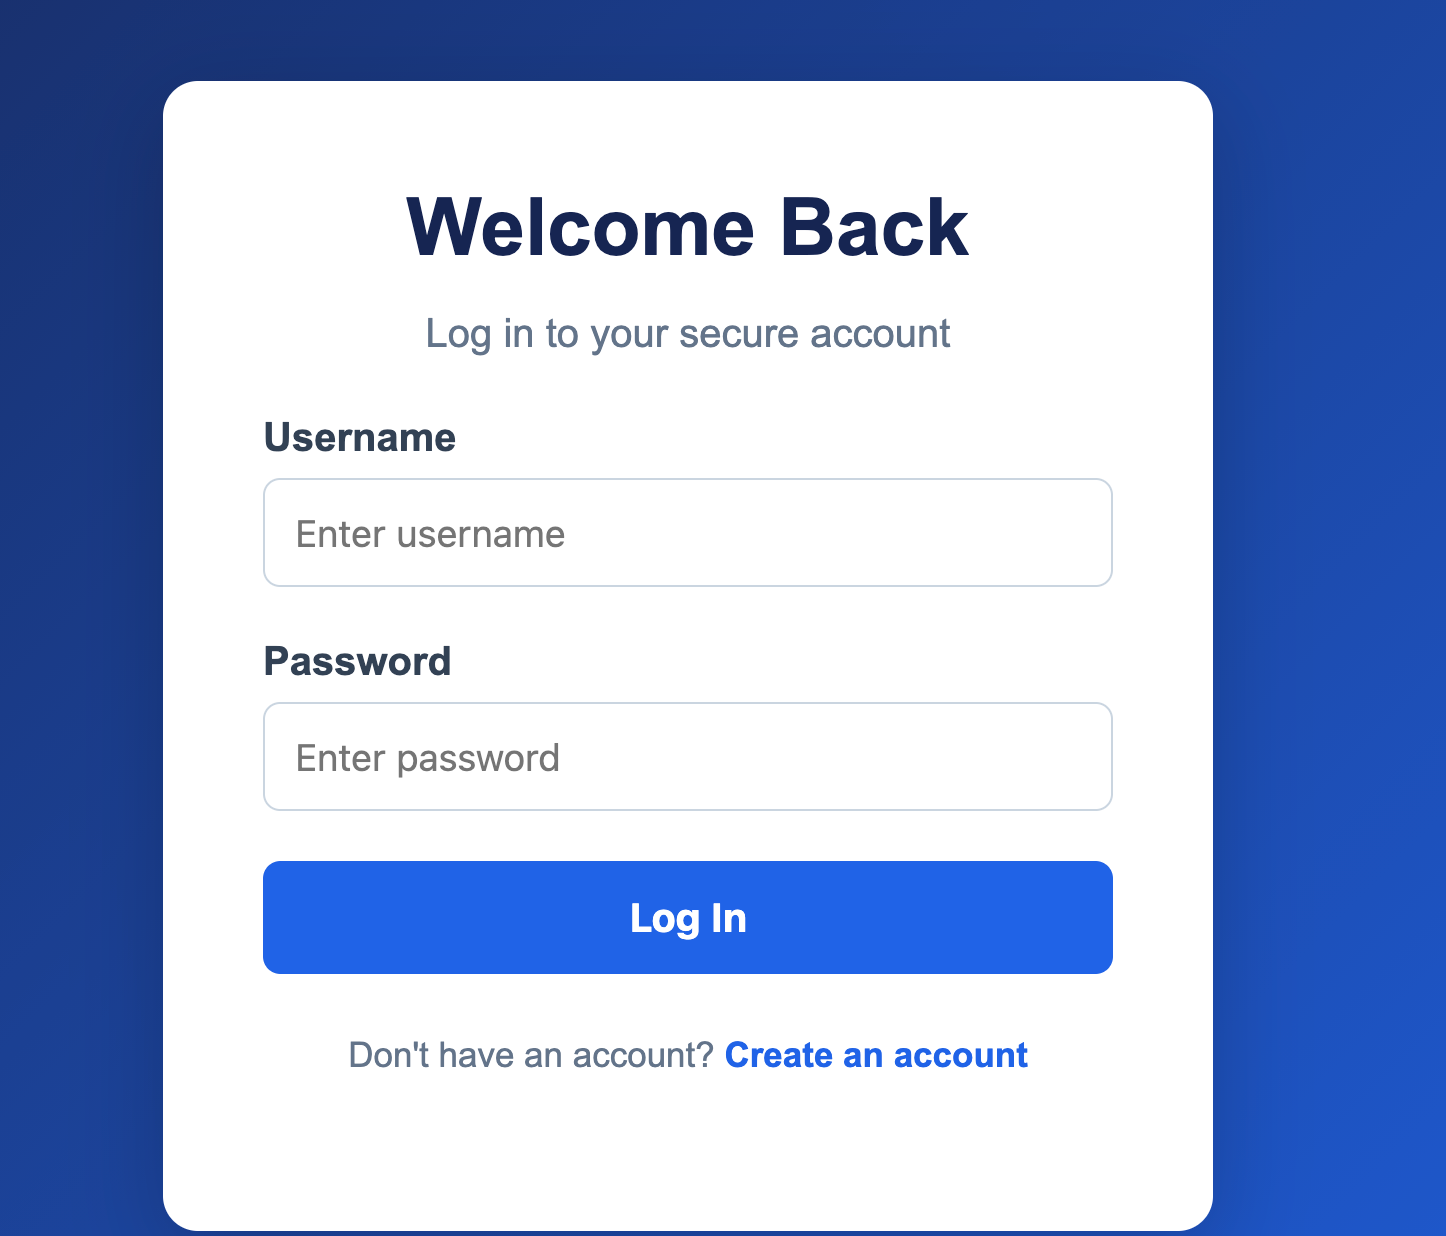 Welcome Back
Log in to your secure account
Username
Enter username
Password
Enter password
Log In
Don't have an account? Create an account